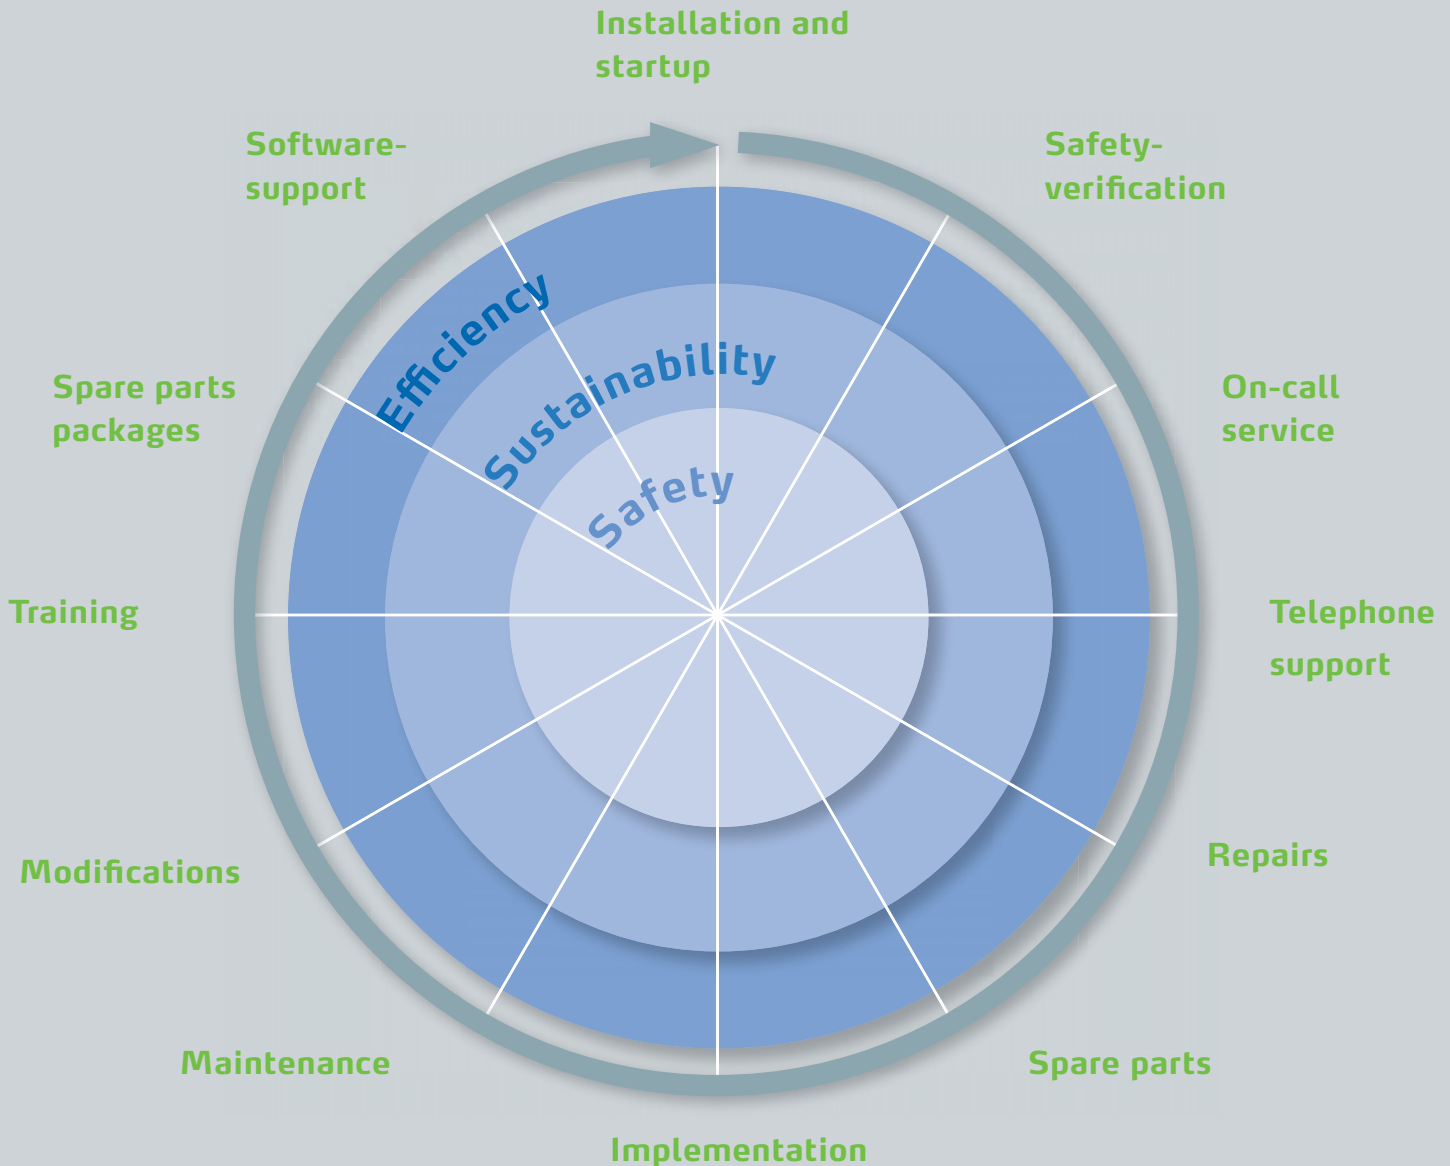 Installation and
startup
Software-
support
Safety-
verification
Efficiency
Sustainability
Safety
Spare parts
packages
On-call
service
Training
Telephone
support
Modifications
Repairs
Maintenance
Spare parts
Implementation